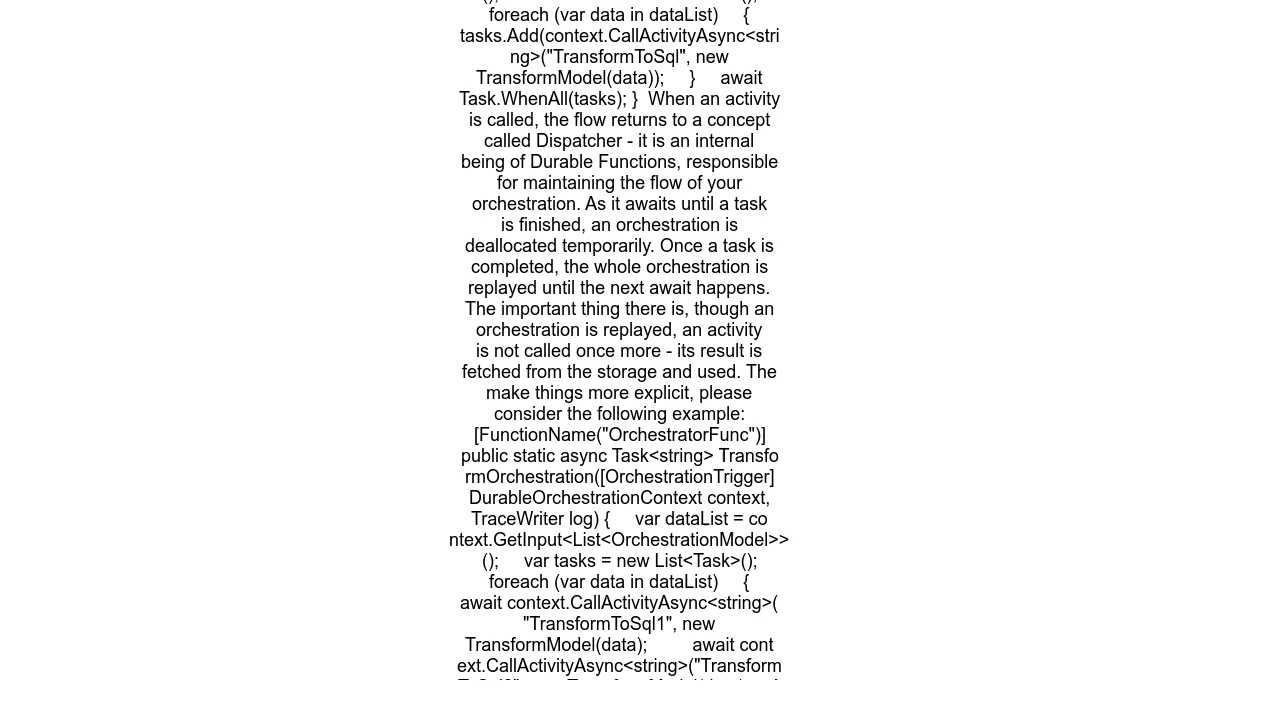 foreach (var data in dataList)     {
tasks.Add(context.CallActivityAsync<stri
ng>("TransformToSql", new
TransformModel(data));     }     await
Task.WhenAll(tasks); }  When an activity
is called, the flow returns to a concept
called Dispatcher - it is an internal
being of Durable Functions, responsible
for maintaining the flow of your
orchestration. As it awaits until a task
is finished, an orchestration is
deallocated temporarily. Once a task is
completed, the whole orchestration is
replayed until the next await happens.
The important thing there is, though an
orchestration is replayed, an activity
is not called once more - its result is
fetched from the storage and used. The
make things more explicit, please
consider the following example:
[FunctionName("OrchestratorFunc")]
public static async Task<string> Transfo
rmOrchestration([OrchestrationTrigger]
DurableOrchestrationContext context,
TraceWriter log) {     var dataList = co
ntext.GetInput<List<OrchestrationModel>>
();     var tasks = new List<Task>();
foreach (var data in dataList)     {
await context.CallActivityAsync<string>(
"TransformToSql1", new
TransformModel(data);         await cont
ext.CallActivityAsync<string>("Transform